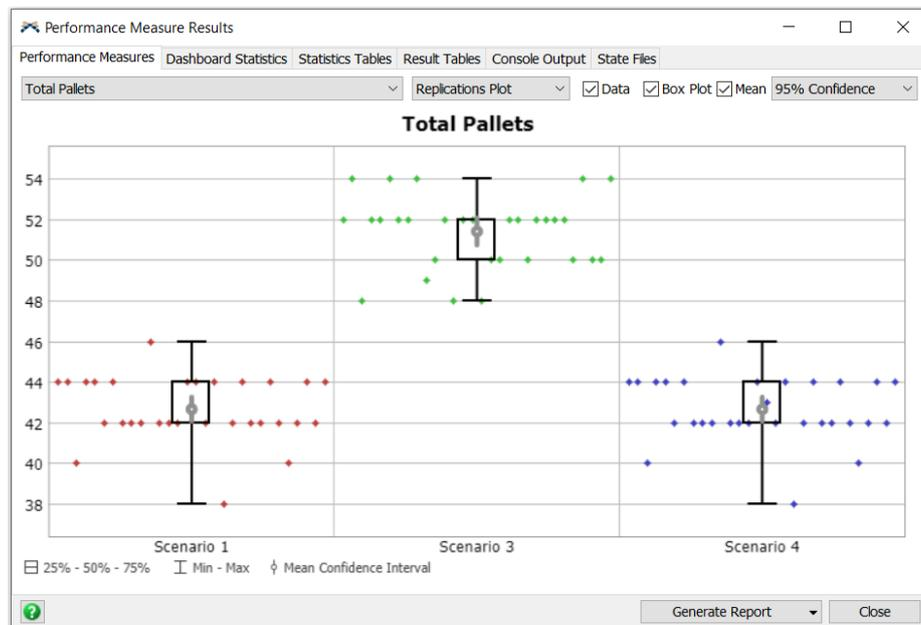 Performance Measure Results
Performance Measures Dashboard Statistics Statistics Tables Result Tables Console Output State Files
Total Pallets Replications Plot Data Box Plot Mean 95% Confidence
Total Pallets
54
52
50
48
46
44
42
40
38
Scenario 1 Scenario 3 Scenario 4
25% - 50% - 75% Min - Max Mean Confidence Interval
? Generate Report Close